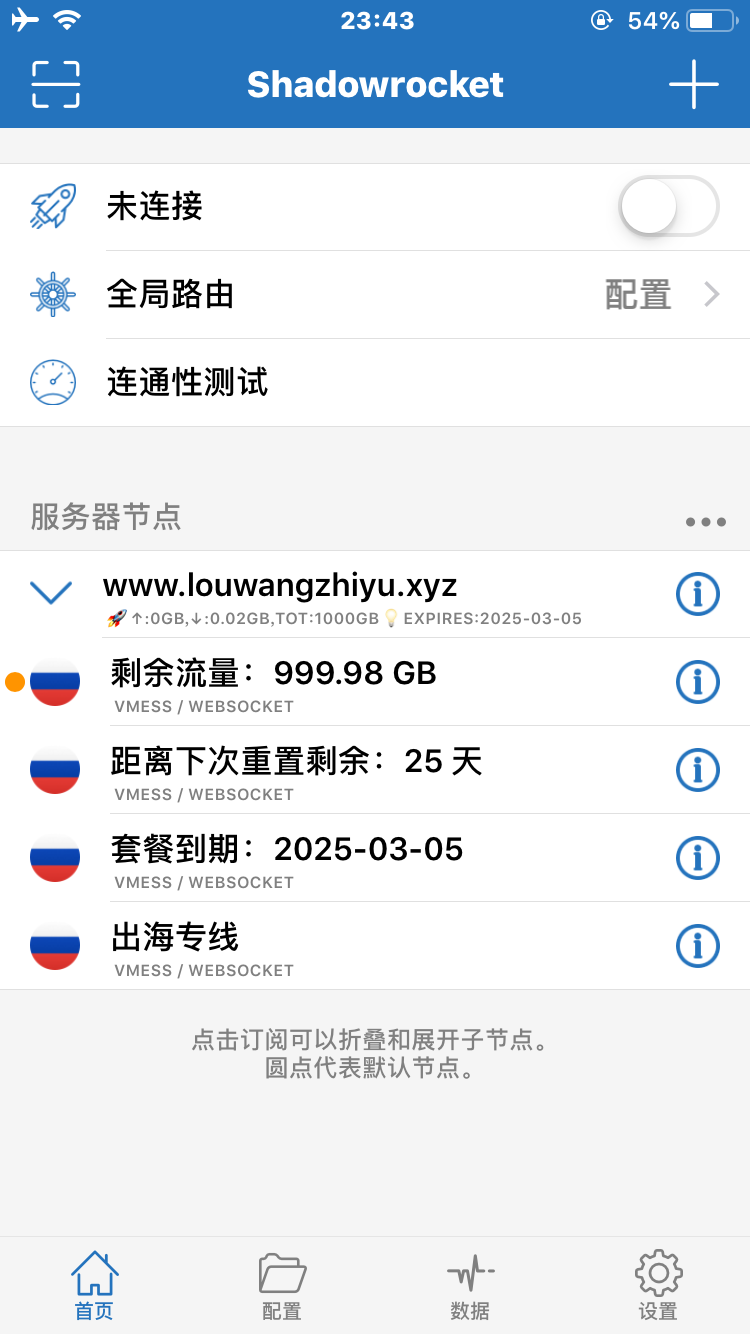 23:43
54%
Shadowrocket
未连接
全局路由
配置
连通性测试
服务器节点
www.louwangzhiyu.xyz
🚀↑:0GB,↓:0.02GB,TOT:1000GB💡EXPIRES:2025-03-05
剩余流量：999.98 GB
VMESS / WEBSOCKET
距离下次重置剩余：25 天
VMESS / WEBSOCKET
套餐到期：2025-03-05
VMESS / WEBSOCKET
出海专线
VMESS / WEBSOCKET
点击订阅可以折叠和展开子节点。
圆点代表默认节点。
首页
配置
数据
设置